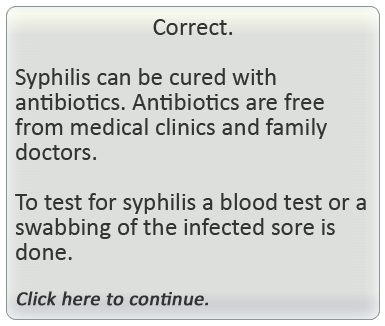 Correct.
Syphilis can be cured with
antibiotics. Antibiotics are free
from medical clinics and family
doctors.
To test for syphilis a blood test or a
swabbing of the infected sore is
done.
Click here to continue.